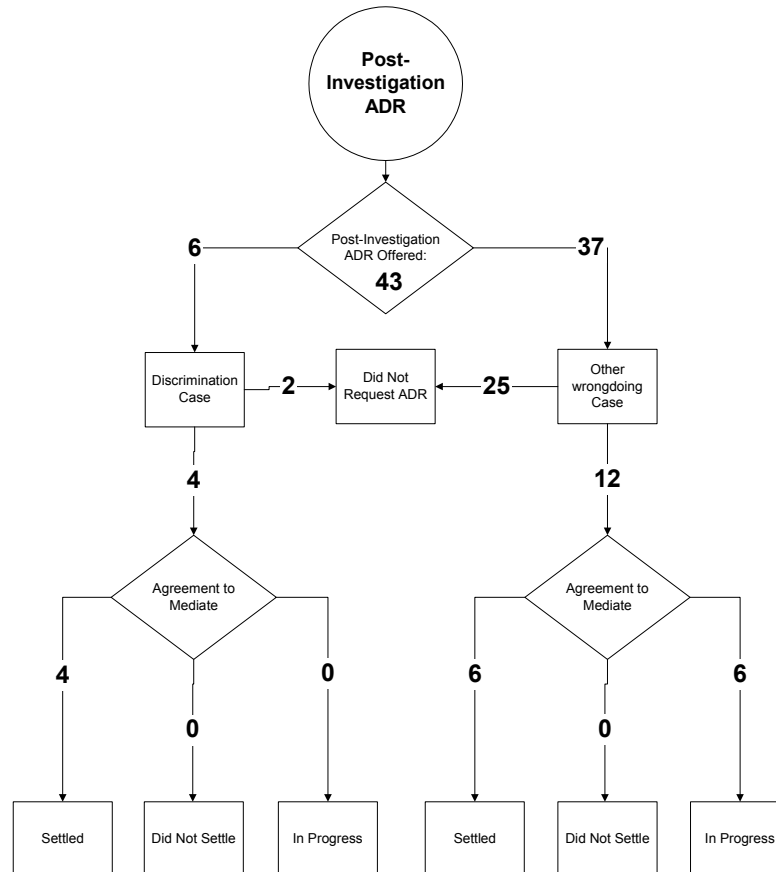 Post-
Investigation
ADR
Post-Investigation
ADR Offered:
43
6
37
Discrimination
Case
2
Did Not
Request ADR
25
Other
wrongdoing
Case
4
12
Agreement to
Mediate
Agreement to
Mediate
4
0
0
6
0
6
Settled
Did Not Settle
In Progress
Settled
Did Not Settle
In Progress